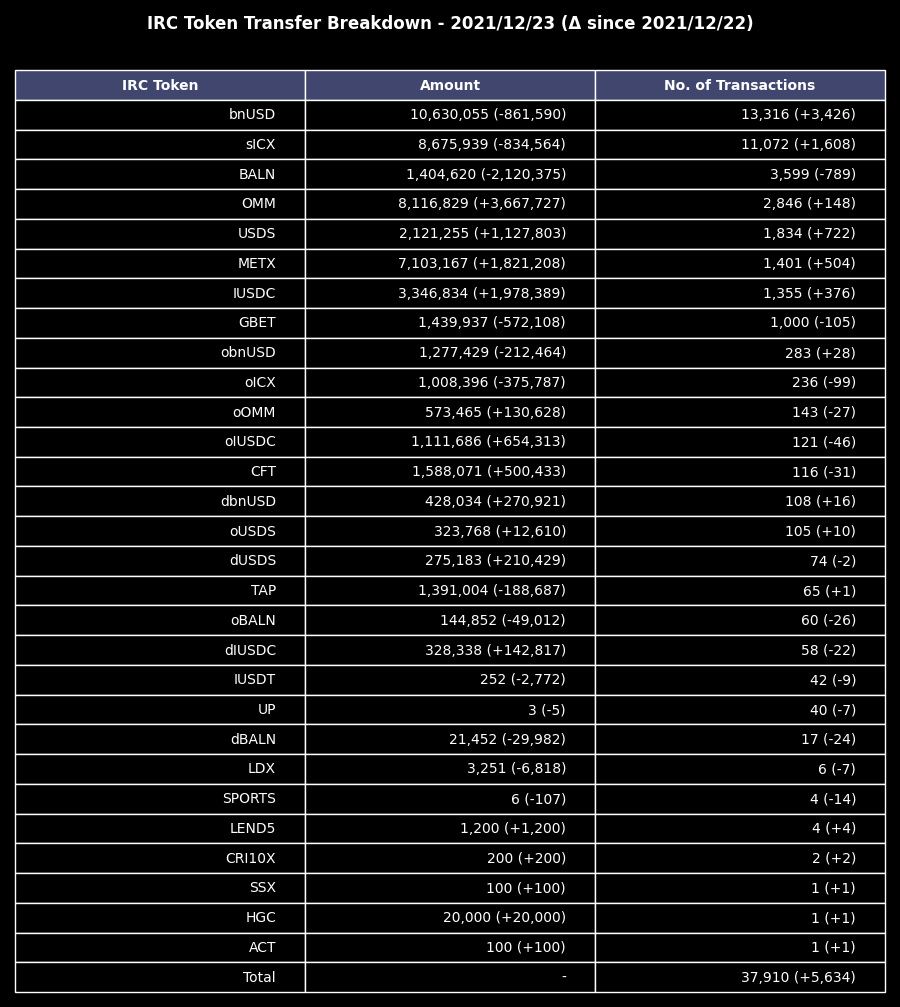 IRC Token Transfer Breakdown - 2021/12/23 (Δ since 2021/12/22)
IRC Token Amount No. of Transactions
bnUSD 10,630,055 (-861,590) 13,316 (+3,426)
sICX 8,675,939 (-834,564) 11,072 (+1,608)
BALN 1,404,620 (-2,120,375) 3,599 (-789)
OMM 8,116,829 (+3,667,727) 2,846 (+148)
USDS 2,121,255 (+1,127,803) 1,834 (+722)
METX 7,103,167 (+1,821,208) 1,401 (+504)
IUSDC 3,346,834 (+1,978,389) 1,355 (+376)
GBET 1,439,937 (-572,108) 1,000 (-105)
obnUSD 1,277,429 (-212,464) 283 (+28)
oICX 1,008,396 (-375,787) 236 (-99)
oOMM 573,465 (+130,628) 143 (-27)
oIUSDC 1,111,686 (+654,313) 121 (-46)
CFT 1,588,071 (+500,433) 116 (-31)
dbnUSD 428,034 (+270,921) 108 (+16)
oUSDS 323,768 (+12,610) 105 (+10)
dUSDS 275,183 (+210,429) 74 (-2)
TAP 1,391,004 (-188,687) 65 (+1)
oBALN 144,852 (-49,012) 60 (-26)
dIUSDC 328,338 (+142,817) 58 (-22)
IUSDT 252 (-2,772) 42 (-9)
UP 3 (-5) 40 (-7)
dBALN 21,452 (-29,982) 17 (-24)
LDX 3,251 (-6,818) 6 (-7)
SPORTS 6 (-107) 4 (-14)
LEND5 1,200 (+1,200) 4 (+4)
CRI10X 200 (+200) 2 (+2)
SSX 100 (+100) 1 (+1)
HGC 20,000 (+20,000) 1 (+1)
ACT 100 (+100) 1 (+1)
Total - 37,910 (+5,634)